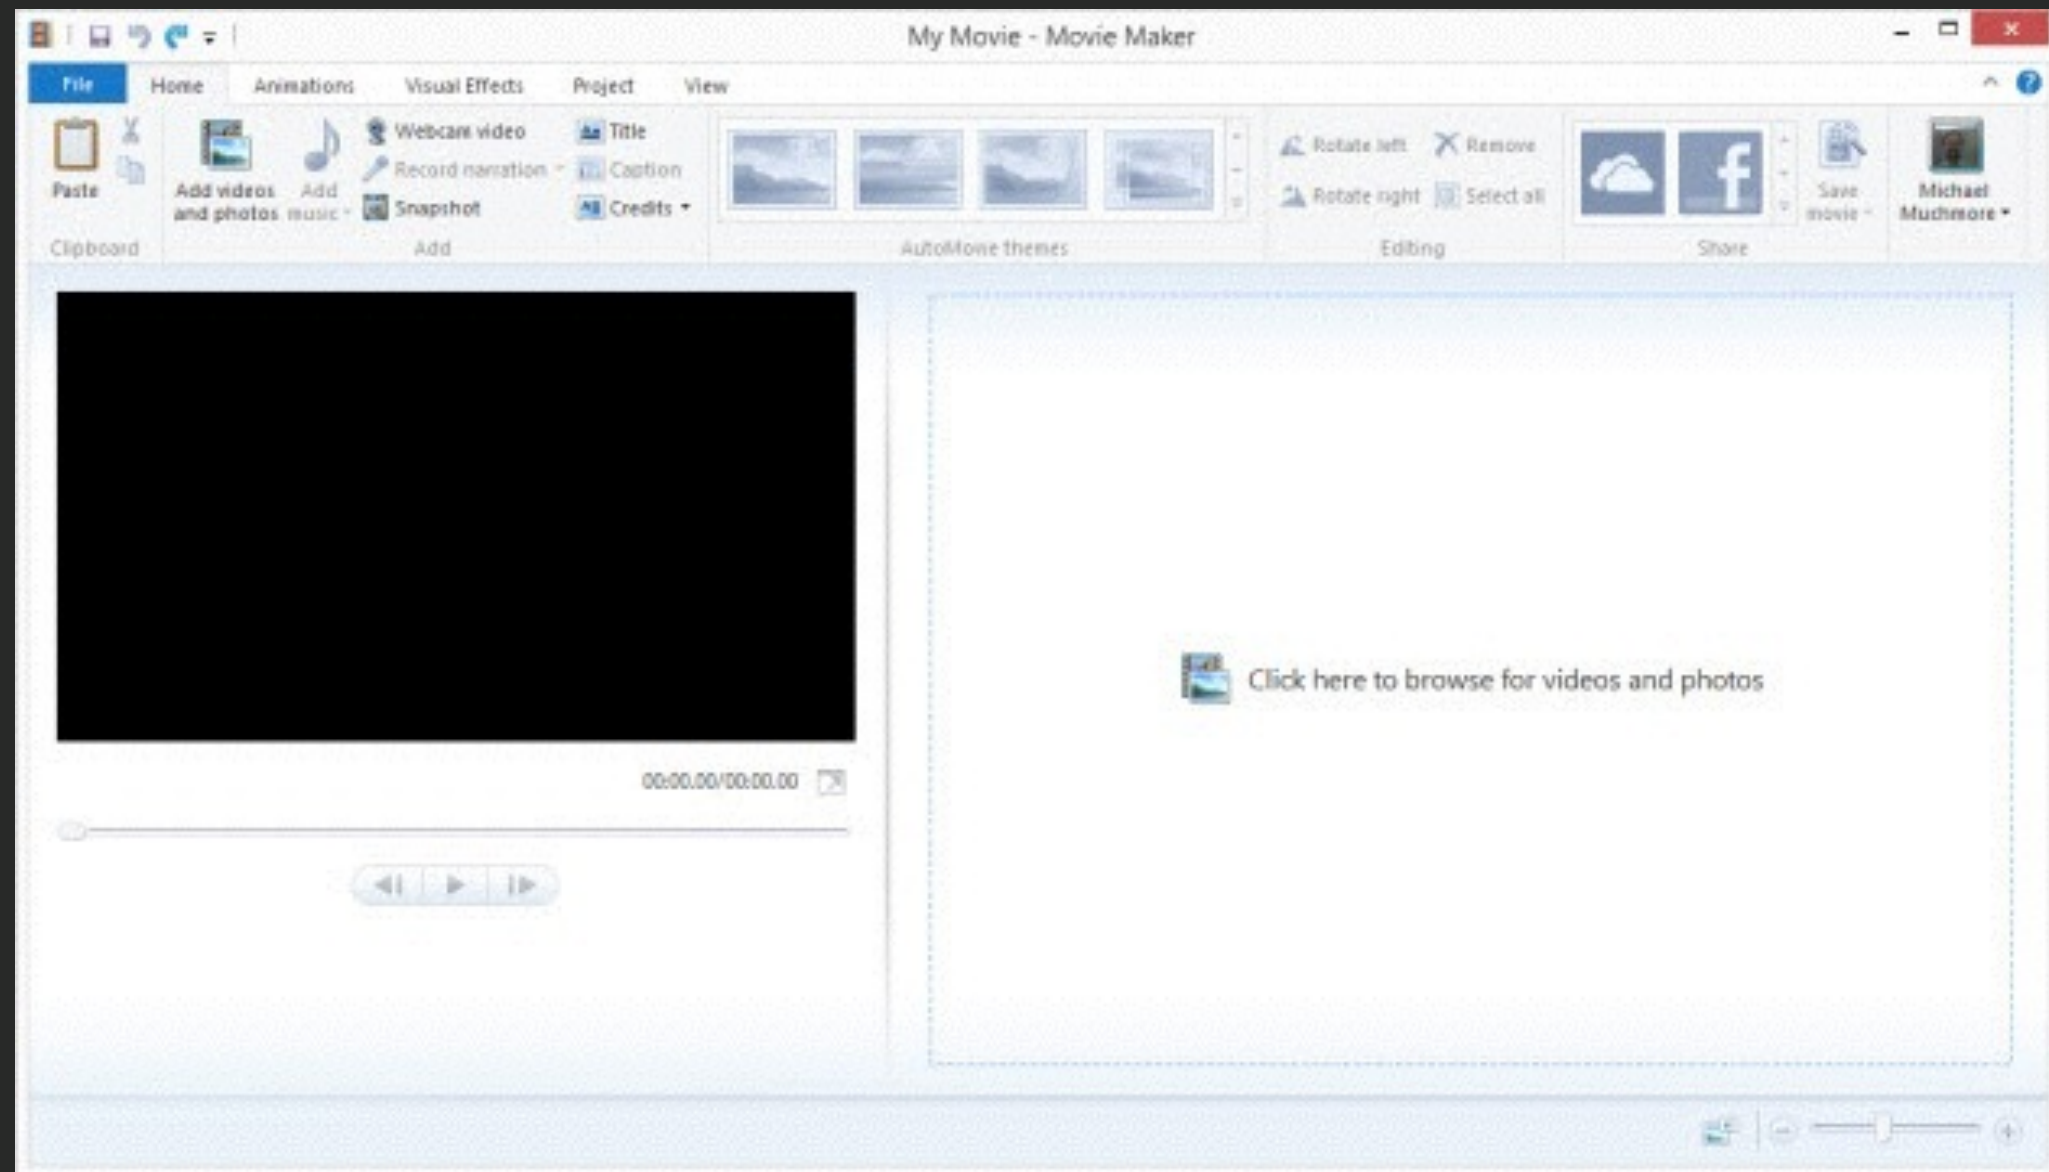 My Movie - Movie Maker
File Home Animations Visual Effects Project View
Paste
Add videos
and photos
Add
music
Webcam video
Record narration
Snapshot
Title
Caption
Credits
Rotate left
Rotate right
Remove
Select all
Save
movie
Michael
Muchmore
Clipboard Add AutoMovie themes Editing Share
Click here to browse for videos and photos
00:00.00/00:00.00